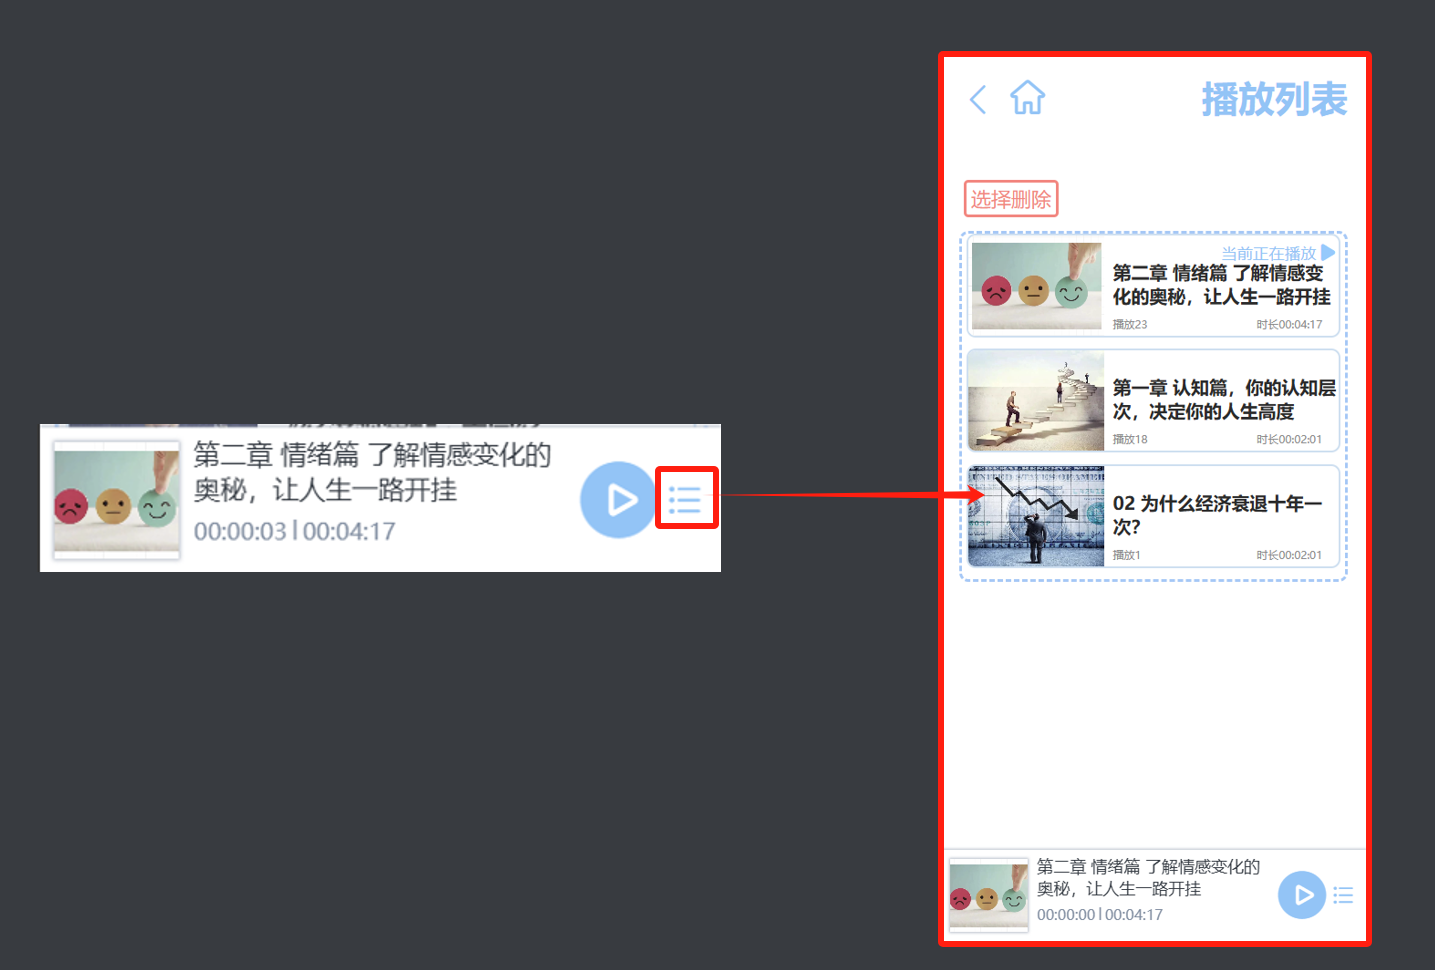 第二章 情绪篇 了解情感变化的
奥秘，让人生一路开挂
00:00:03 | 00:04:17
播放列表
选择删除
当前正在播放
第二章 情绪篇 了解情感变
化的奥秘，让人生一路开挂
播放23 时长00:04:17
第一章 认知篇，你的认知层
次，决定你的人生高度
播放18 时长00:02:01
02 为什么经济衰退十年一
次?
播放1 时长00:02:01
第二章 情绪篇 了解情感变化的
奥秘，让人生一路开挂
00:00:00 | 00:04:17